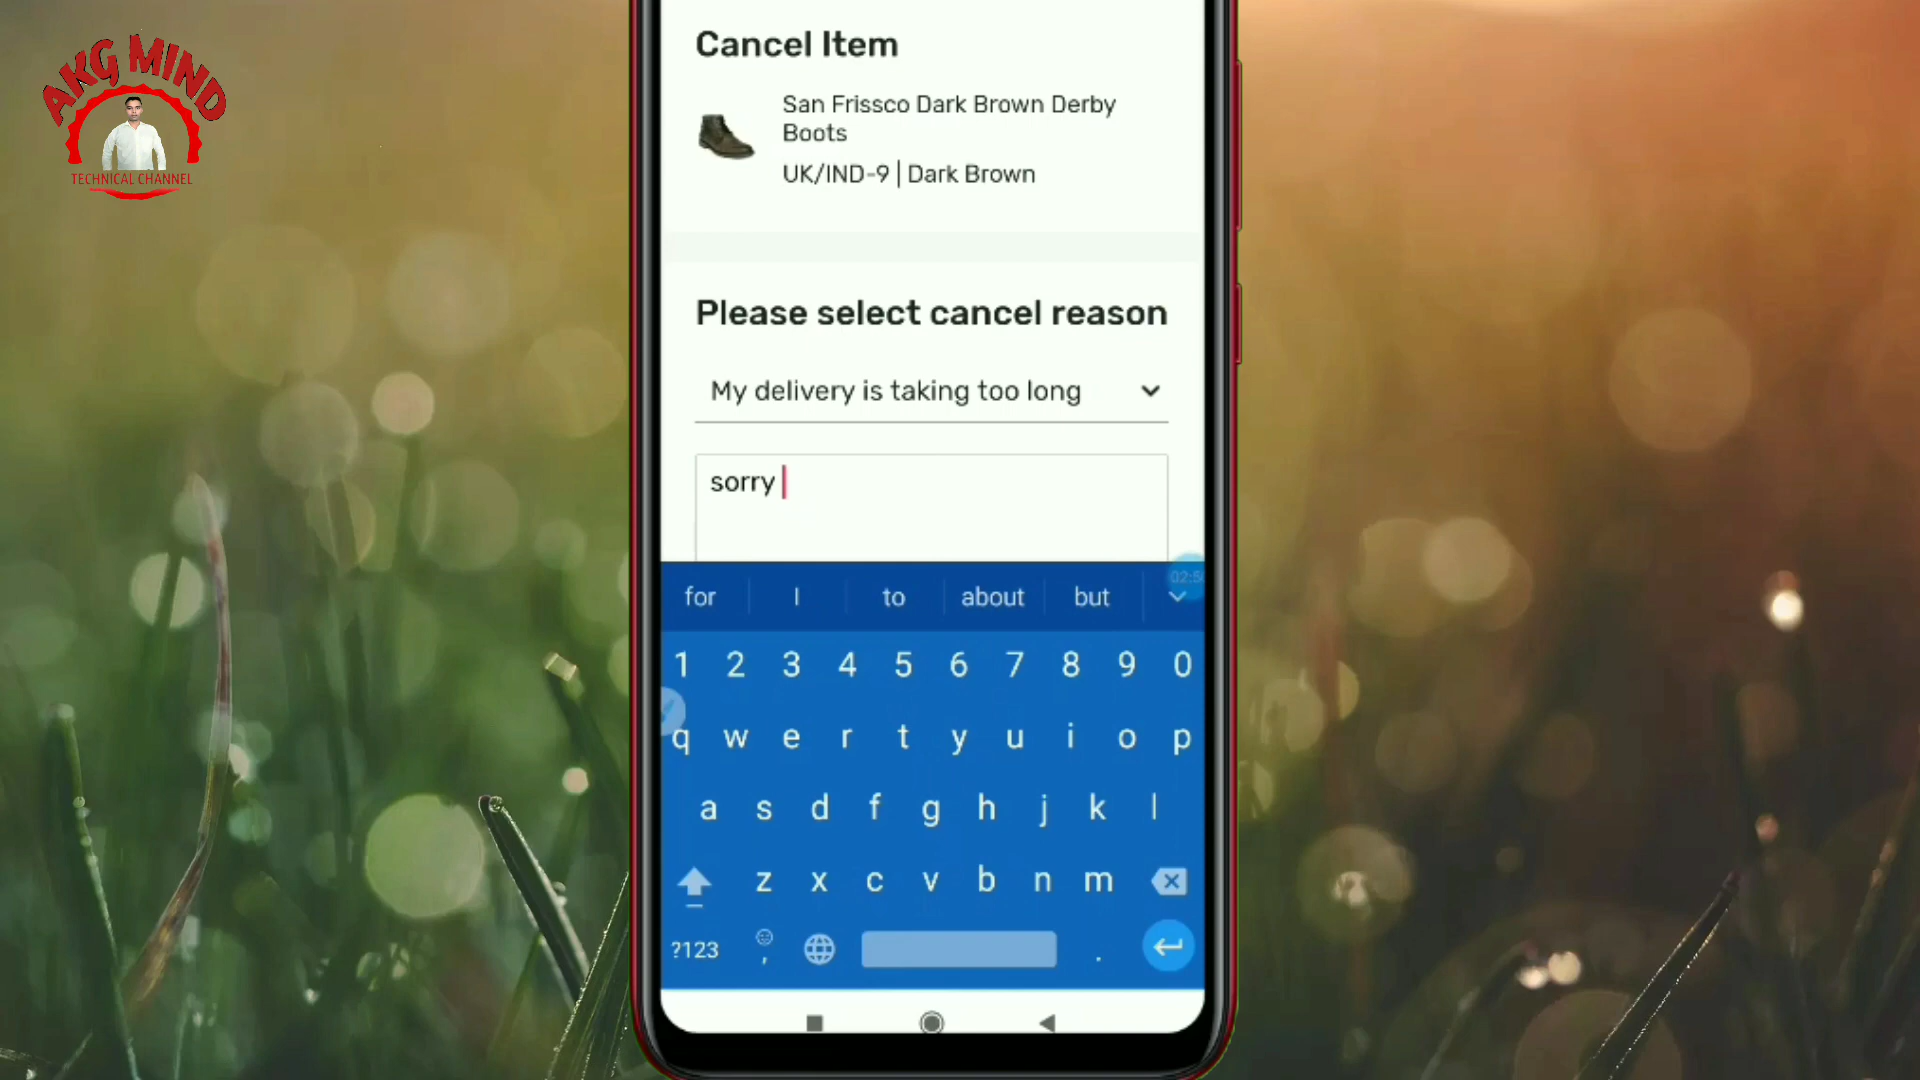 AKG MIND
TECHNICAL CHANNEL
Cancel Item
San Frissco Dark Brown Derby
Boots
UK/IND-9 | Dark Brown
Please select cancel reason
My delivery is taking too long
sorry
for I to about but
1 2 3 4 5 6 7 8 9 0
q w e r t y u i o p
a s d f g h j k l
z x c v b n m
?123 , .